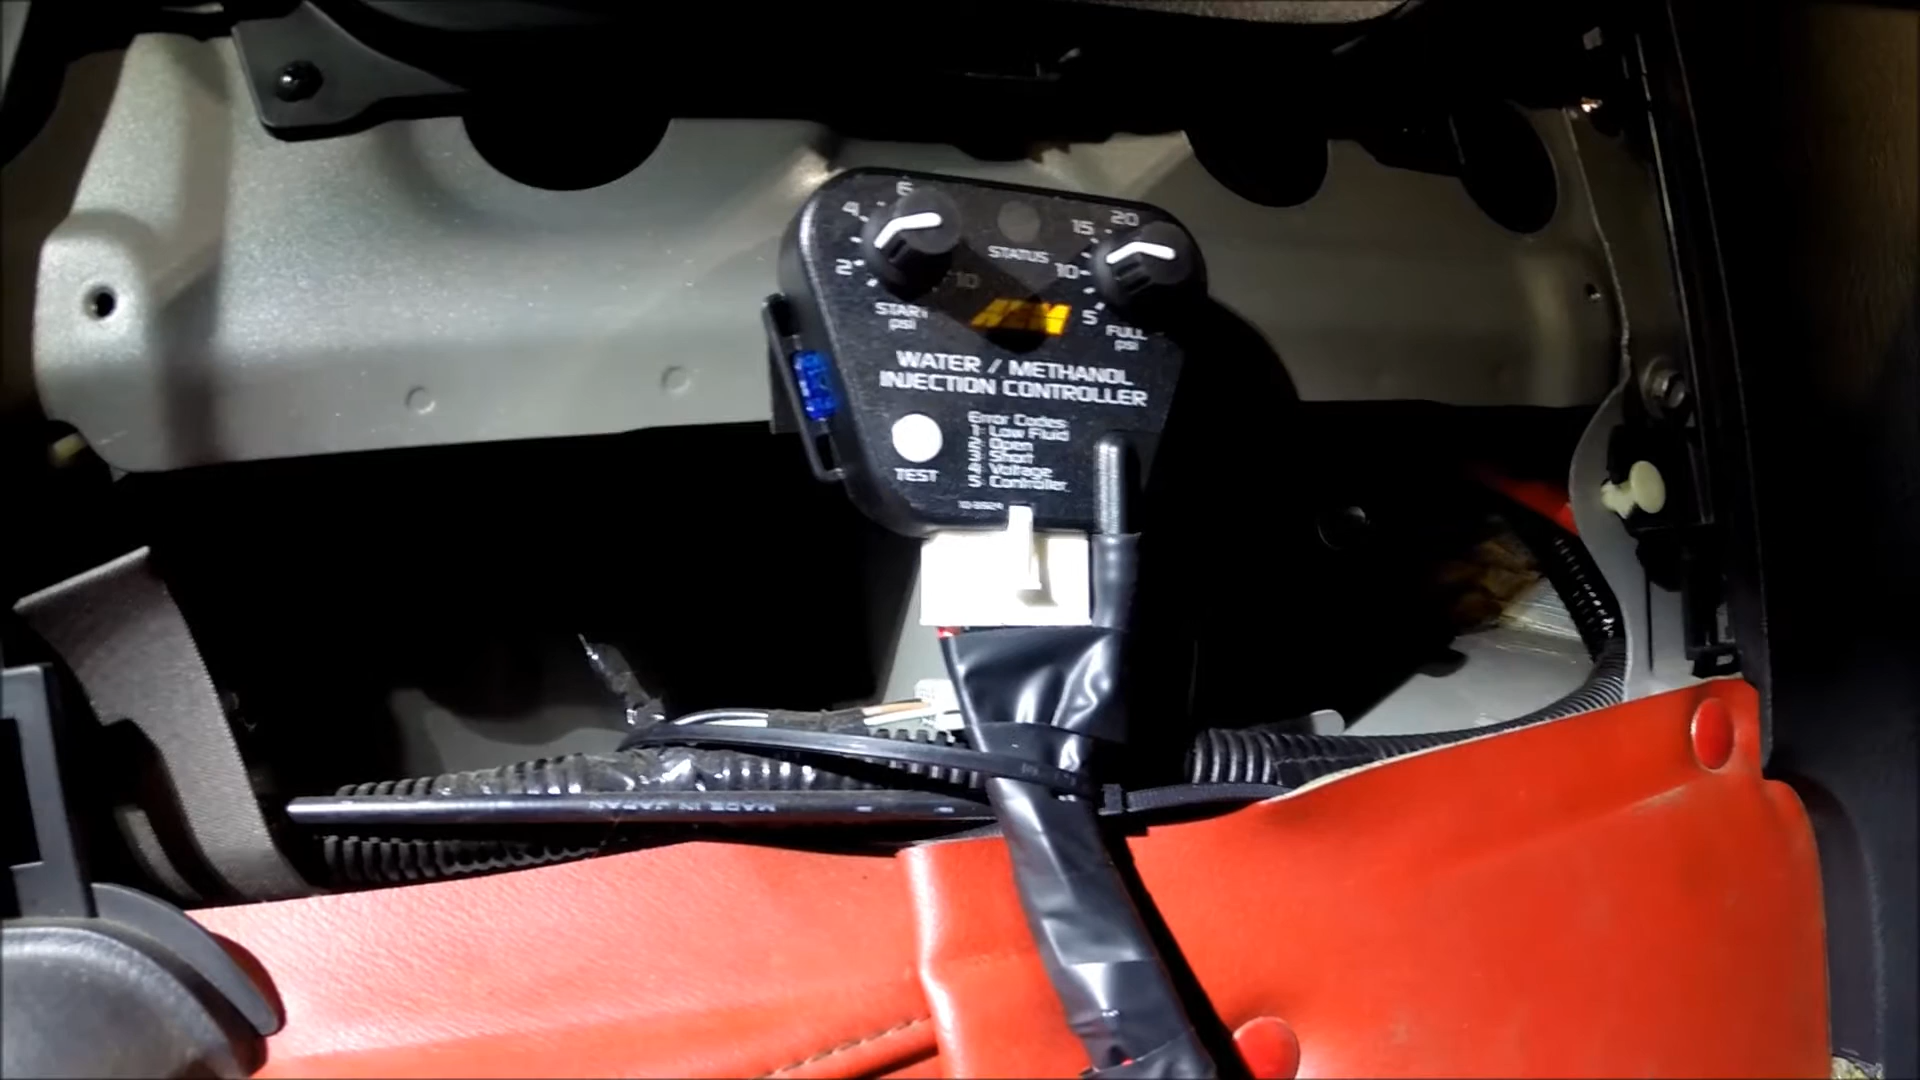 6
4
2
10
START
psi
STATUS
20
15
10
5
FULL
psi
AEM
WATER / METHANOL
INJECTION CONTROLLER
TEST
Error Codes
1: Low Fluid
2: Open
3: Short
4: Voltage
5: Controller
MADE IN JAPAN